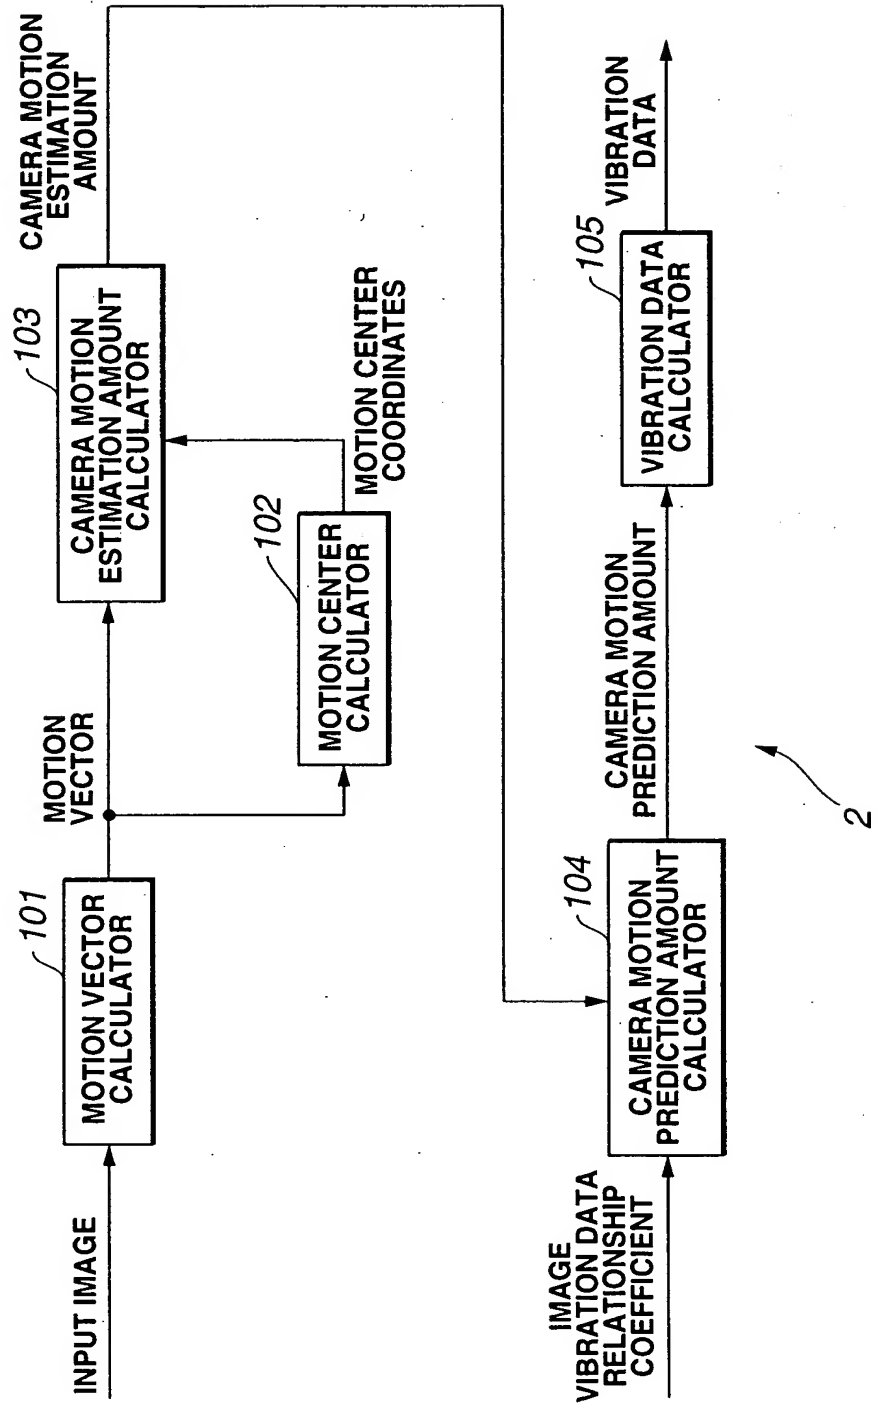 INPUT IMAGE
101
MOTION VECTOR
CALCULATOR
MOTION
VECTOR
102
MOTION CENTER
CALCULATOR
MOTION CENTER
COORDINATES
103
CAMERA MOTION
ESTIMATION AMOUNT
CALCULATOR
CAMERA MOTION
ESTIMATION
AMOUNT
IMAGE
VIBRATION DATA
RELATIONSHIP
COEFFICIENT
104
CAMERA MOTION
PREDICTION AMOUNT
CALCULATOR
CAMERA MOTION
PREDICTION AMOUNT
105
VIBRATION DATA
CALCULATOR
VIBRATION
DATA
2